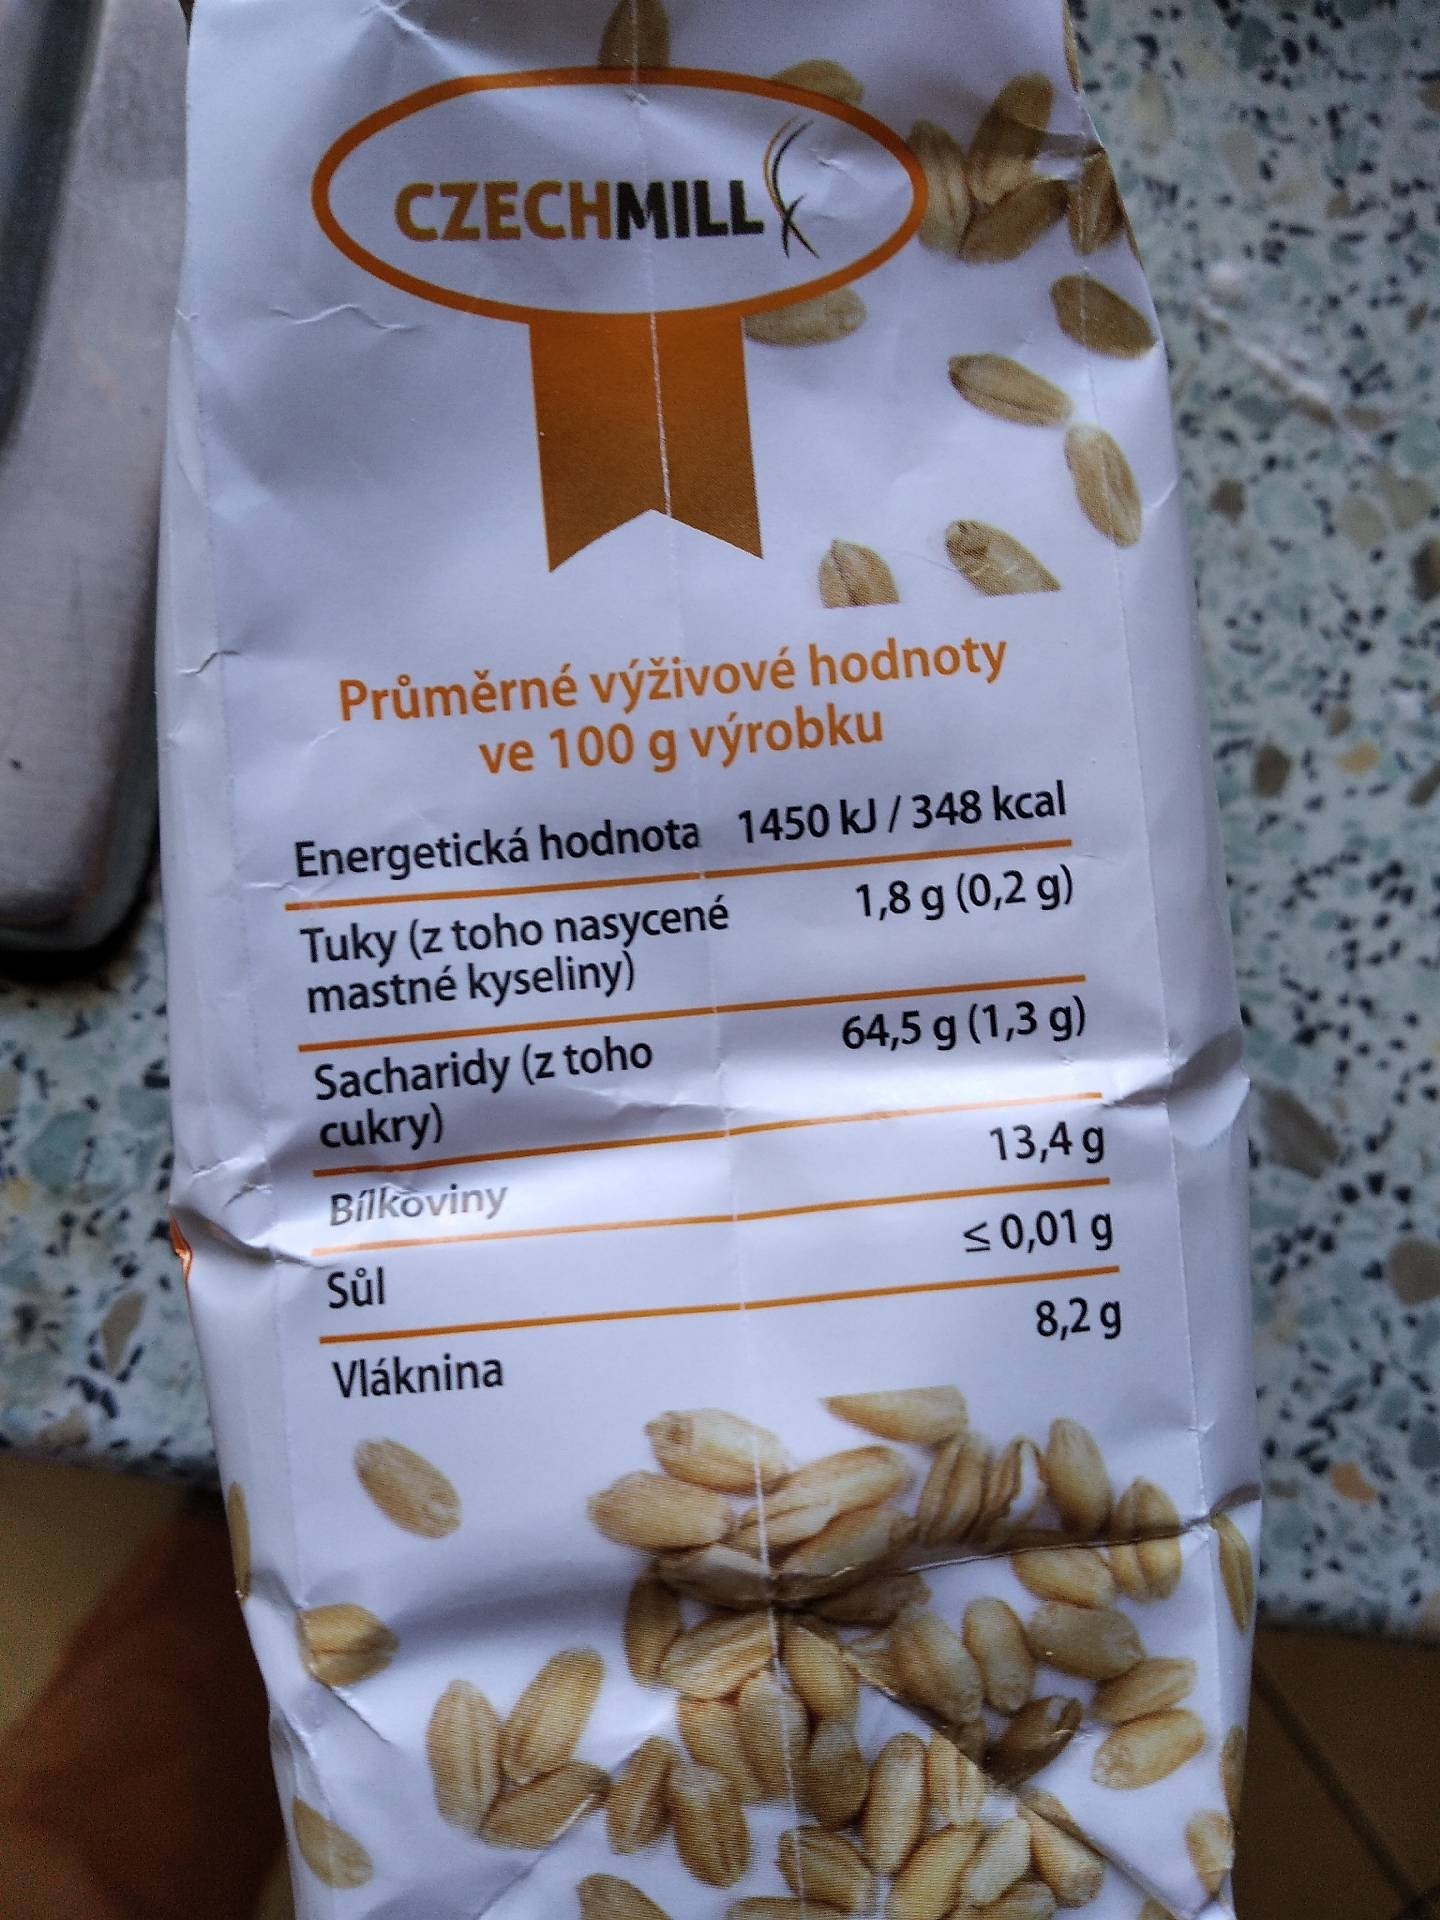 CZECHMILL
Průměrné výživové hodnoty
ve 100 g výrobku
Energetická hodnota 1450 kJ / 348 kcal
Tuky (z toho nasycené 1,8 g (0,2 g)
mastné kyseliny)
Sacharidy (z toho 64,5 g (1,3 g)
cukry)
Bílkoviny 13,4 g
Sůl ≤ 0,01 g
Vláknina 8,2 g